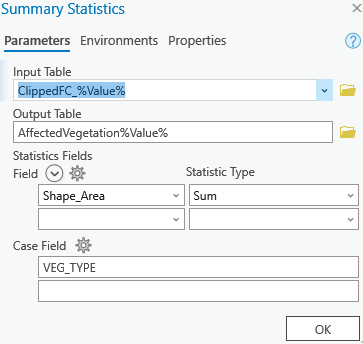 Summary Statistics
Parameters Environments Properties
Input Table
ClippedFC_%Value%
Output Table
AffectedVegetation%Value%
Statistics Fields
Field Statistic Type
Shape_Area Sum
Case Field
VEG_TYPE
OK